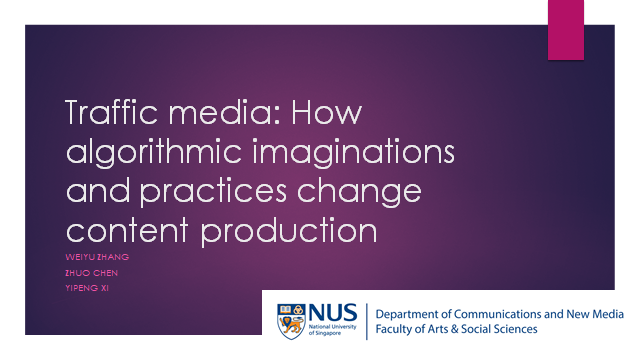 Traffic media: How
algorithmic imaginations
and practices change
content production
WEIYU ZHANG
ZHUO CHEN
YIPENG XI
NUS
National University
of Singapore
Department of Communications and New Media
Faculty of Arts & Social Sciences